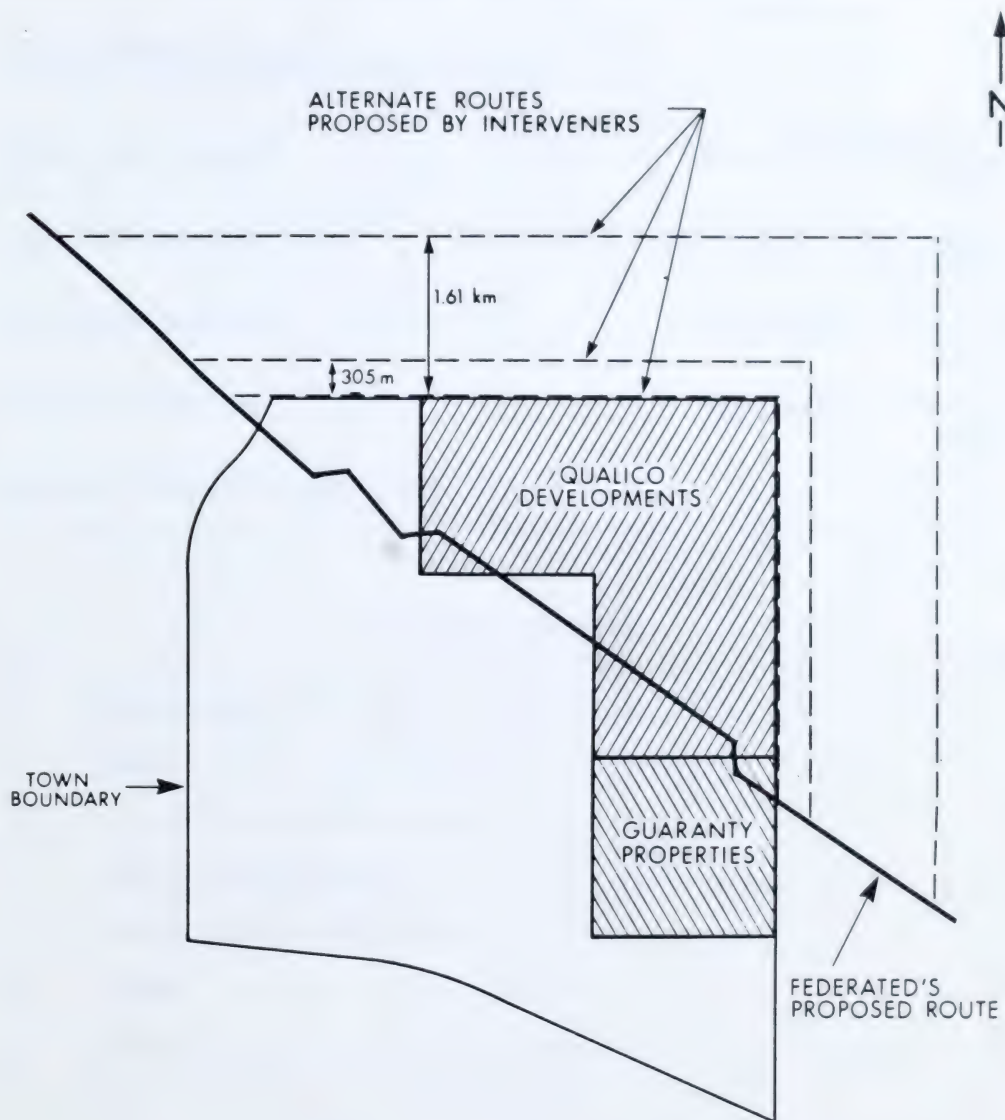 N
ALTERNATE ROUTES
PROPOSED BY INTERVENERS
1.61 km
305 m
QUALICO
DEVELOPMENTS
TOWN
BOUNDARY
GUARANTY
PROPERTIES
FEDERATED'S
PROPOSED ROUTE